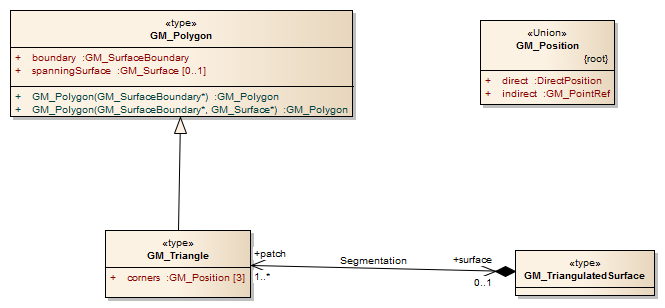 «type»
GM_Polygon
+ boundary :GM_SurfaceBoundary
+ spanningSurface :GM_Surface [0..1]
+ GM_Polygon(GM_SurfaceBoundary*) :GM_Polygon
+ GM_Polygon(GM_SurfaceBoundary*, GM_Surface*) :GM_Polygon
«Union»
GM_Position
{root}
+ direct :DirectPosition
+ indirect :GM_PointRef
«type»
GM_Triangle
+ corners :GM_Position [3]
+patch
1..*
Segmentation
+surface
0..1
«type»
GM_TriangulatedSurface